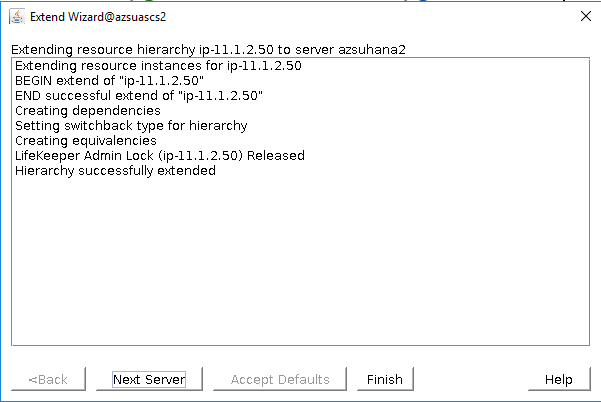 Extend Wizard@azsuascs2
Extending resource hierarchy ip-11.1.2.50 to server azsuhana2
Extending resource instances for ip-11.1.2.50
BEGIN extend of "ip-11.1.2.50"
END successful extend of "ip-11.1.2.50"
Creating dependencies
Setting switchback type for hierarchy
Creating equivalencies
LifeKeeper Admin Lock (ip-11.1.2.50) Released
Hierarchy successfully extended
<Back Next Server Accept Defaults Finish Help